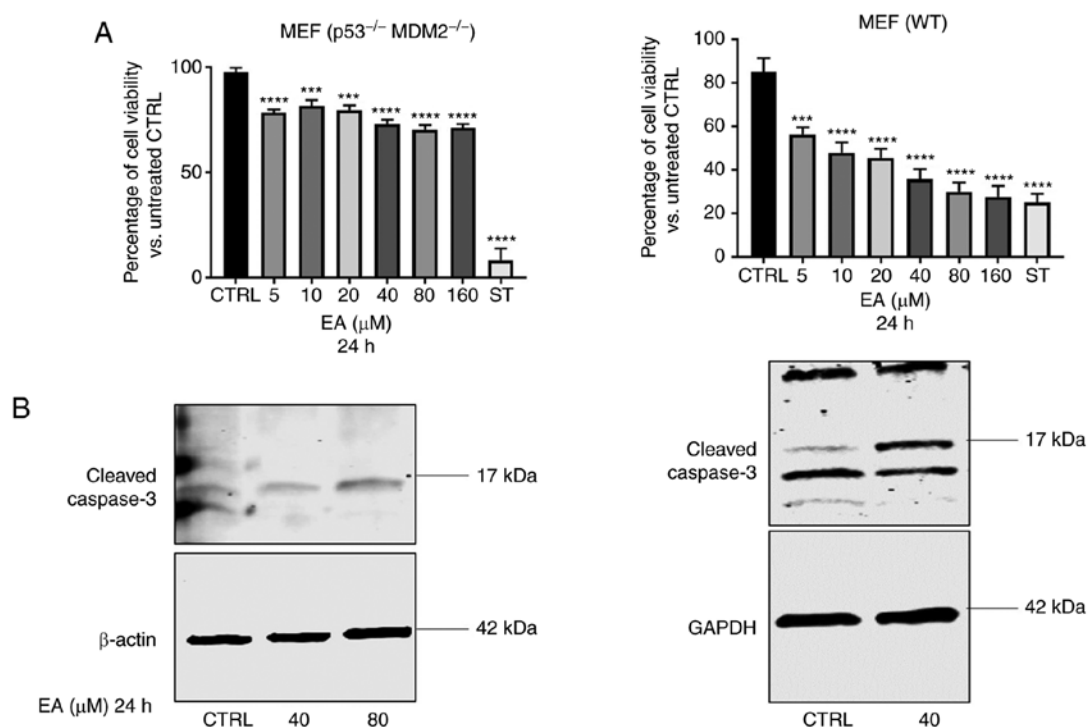 A
MEF (p53–/– MDM2–/–)
Percentage of cell viability
vs. untreated CTRL
100
50
0
****
***
***
****
****
****
****
CTRL 5 10 20 40 80 160 ST
EA (μM)
24 h
MEF (WT)
Percentage of cell viability
vs. untreated CTRL
100
80
60
40
20
0
***
****
****
****
****
****
****
CTRL 5 10 20 40 80 160 ST
EA (μM)
24 h
B
Cleaved
caspase-3
17 kDa
β-actin
42 kDa
EA (μM) 24 h
CTRL 40 80
Cleaved
caspase-3
17 kDa
GAPDH
42 kDa
CTRL 40